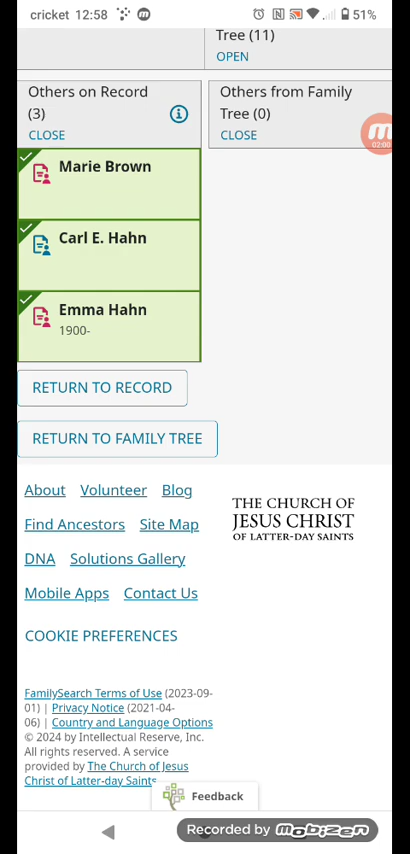 cricket 12:58
51%
Tree (11)
OPEN
Others on Record
(3)
CLOSE
Others from Family
Tree (0)
CLOSE
02:00
Marie Brown
Carl E. Hahn
Emma Hahn
1900-
RETURN TO RECORD
RETURN TO FAMILY TREE
About Volunteer Blog
Find Ancestors Site Map
DNA Solutions Gallery
Mobile Apps Contact Us
THE CHURCH OF
JESUS CHRIST
OF LATTER-DAY SAINTS
COOKIE PREFERENCES
FamilySearch Terms of Use (2023-09-
01) | Privacy Notice (2021-04-
06) | Country and Language Options
© 2024 by Intellectual Reserve, Inc.
All rights reserved. A service
provided by The Church of Jesus
Christ of Latter-day Saints
Feedback
Recorded by mobizen